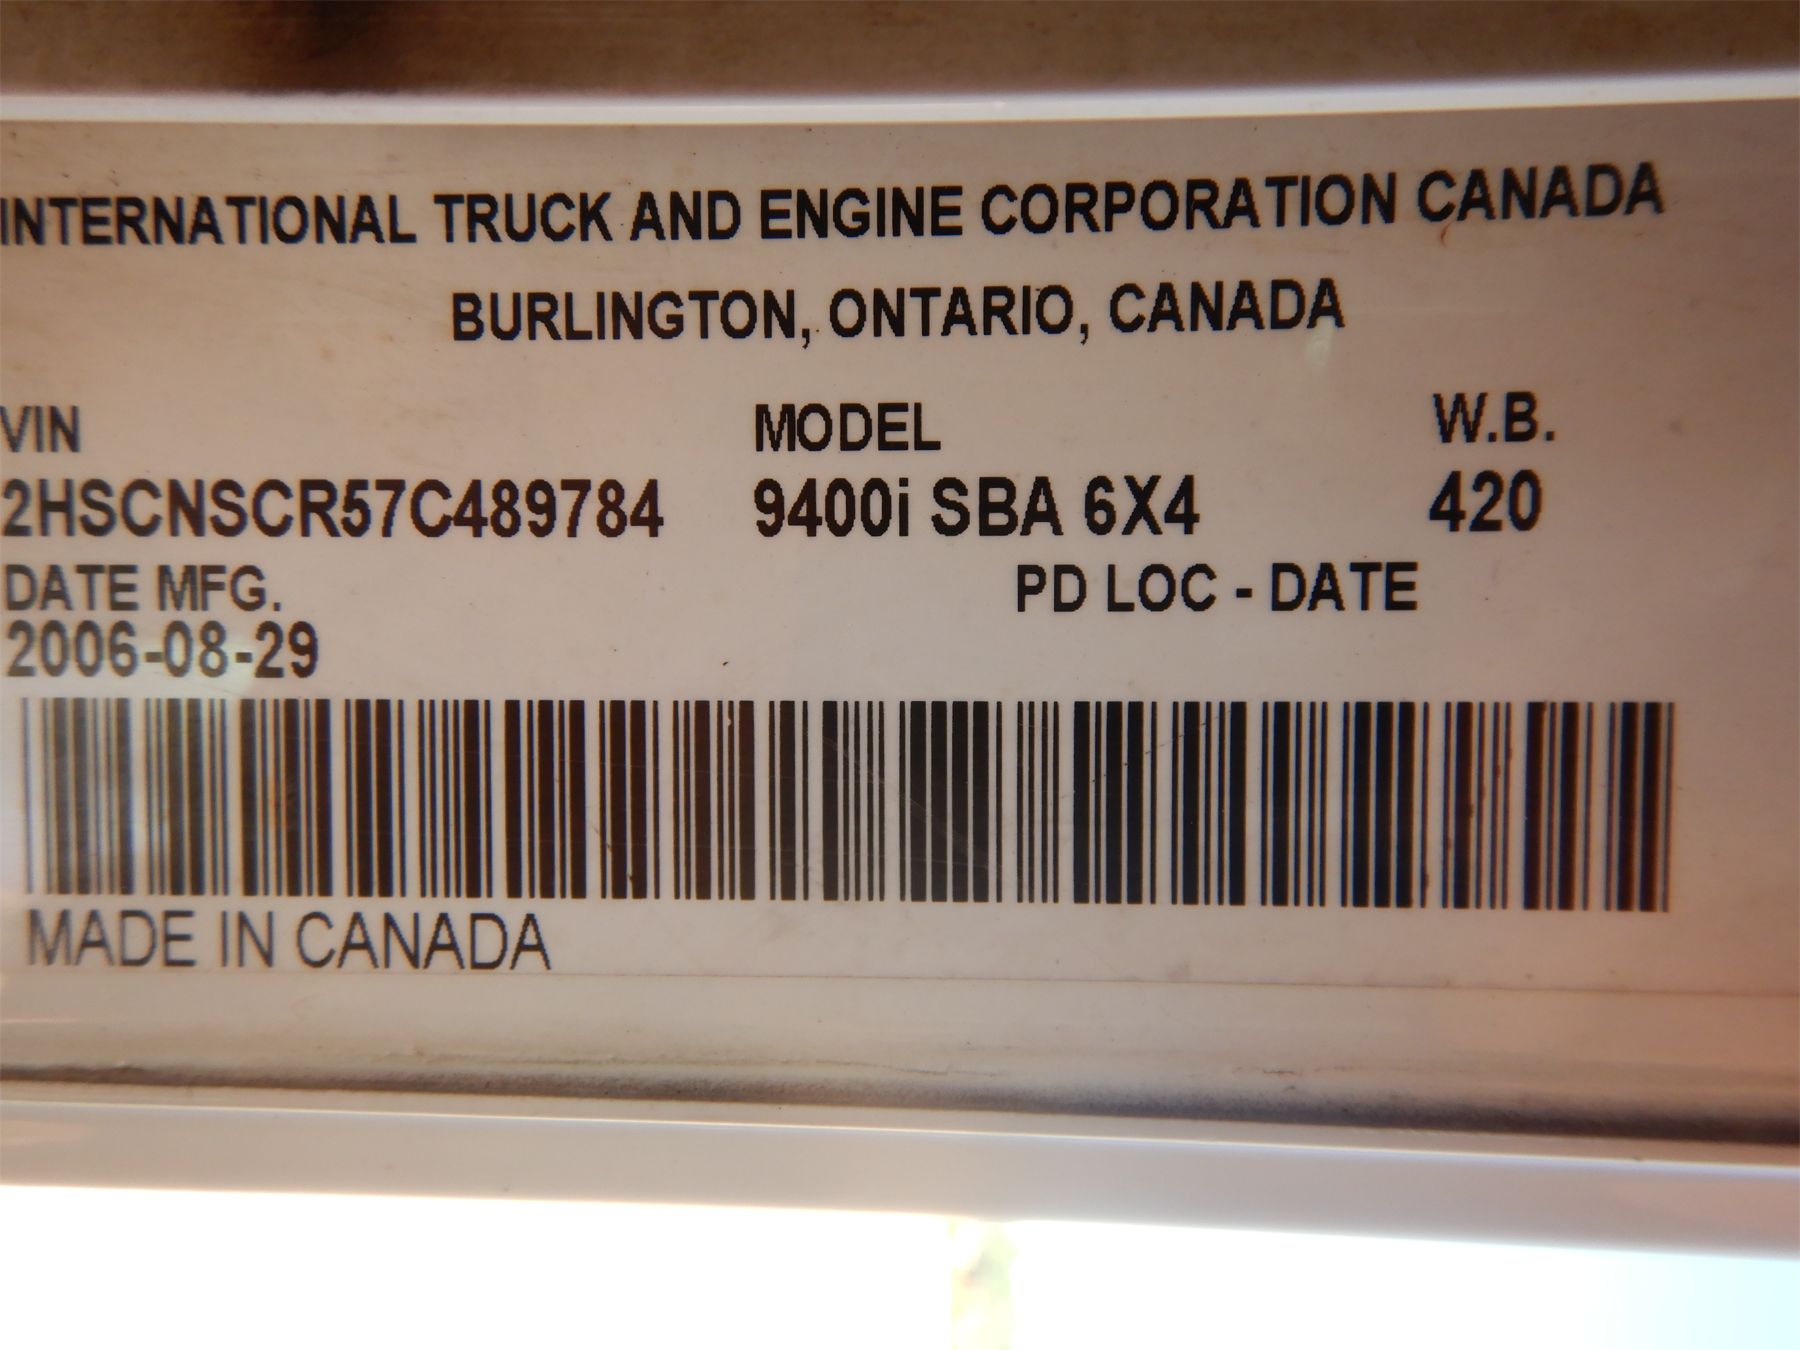 INTERNATIONAL TRUCK AND ENGINE CORPORATION CANADA
BURLINGTON, ONTARIO, CANADA
VIN MODEL W.B.
2HSCNSCR57C489784 9400i SBA 6X4 420
DATE MFG. PD LOC - DATE
2006-08-29
MADE IN CANADA